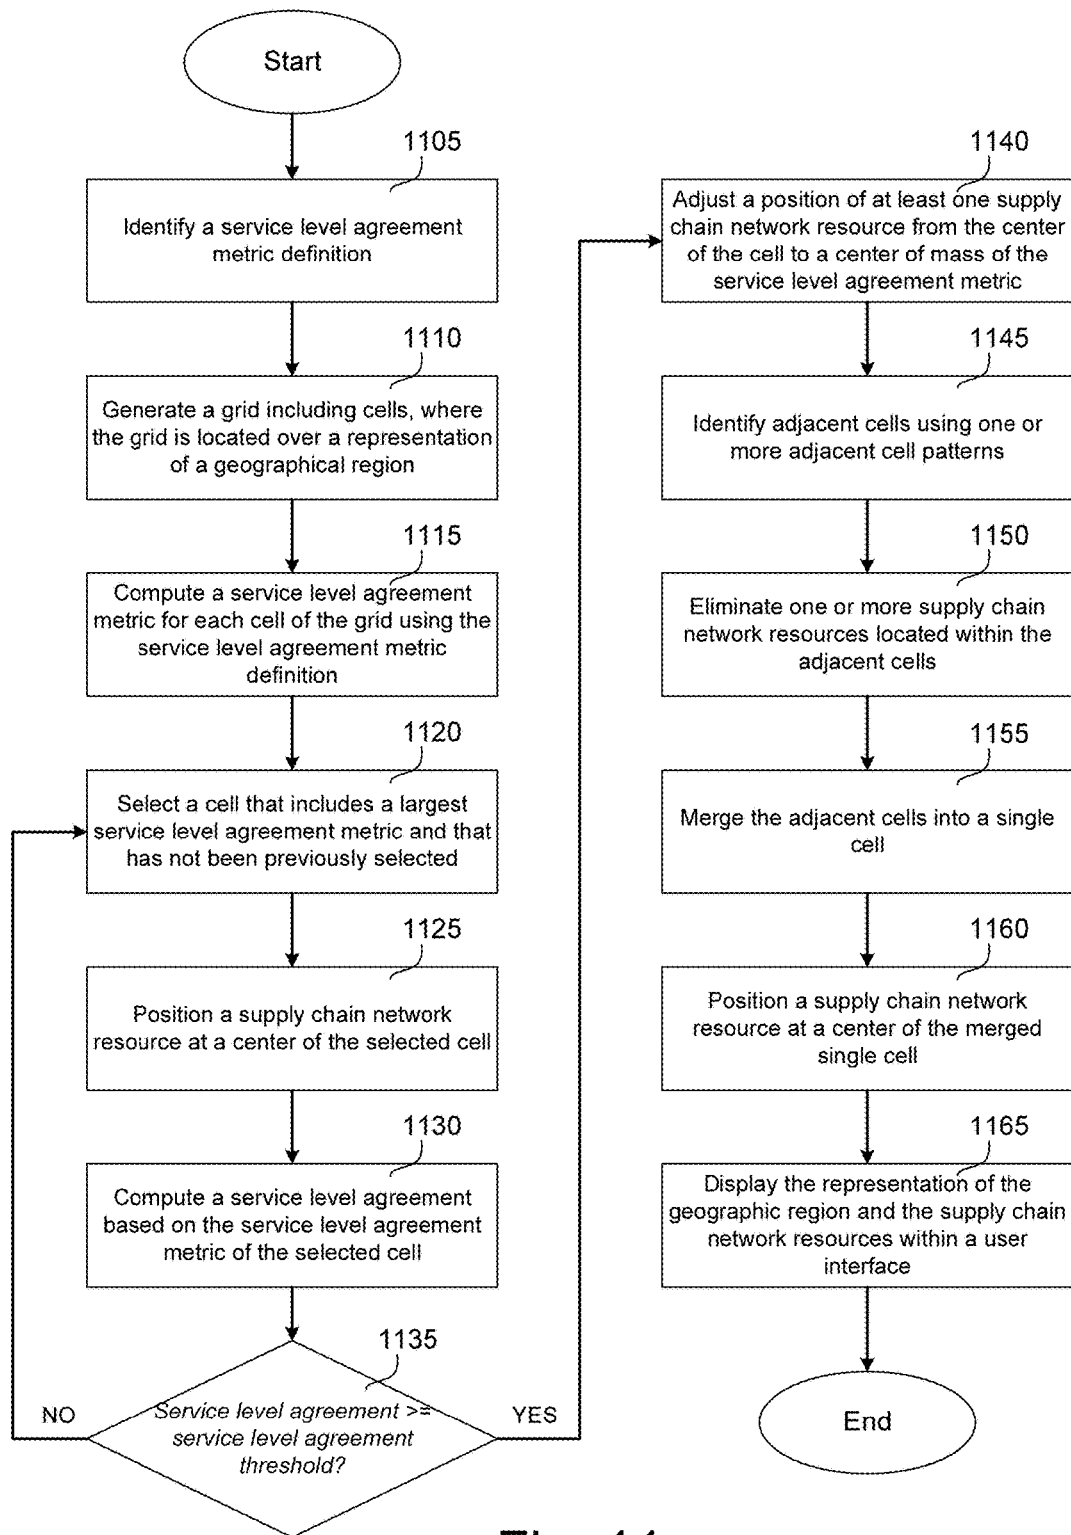 Start
1105
Identify a service level agreement
metric definition
1110
Generate a grid including cells, where
the grid is located over a representation
of a geographical region
1115
Compute a service level agreement
metric for each cell of the grid using the
service level agreement metric
definition
1120
Select a cell that includes a largest
service level agreement metric and that
has not been previously selected
1125
Position a supply chain network
resource at a center of the selected cell
1130
Compute a service level agreement
based on the service level agreement
metric of the selected cell
1135
Service level agreement >=
service level agreement
threshold?
NO
YES
1140
Adjust a position of at least one supply
chain network resource from the center
of the cell to a center of mass of the
service level agreement metric
1145
Identify adjacent cells using one or
more adjacent cell patterns
1150
Eliminate one or more supply chain
network resources located within the
adjacent cells
1155
Merge the adjacent cells into a single
cell
1160
Position a supply chain network
resource at a center of the merged
single cell
1165
Display the representation of the
geographic region and the supply chain
network resources within a user
interface
End